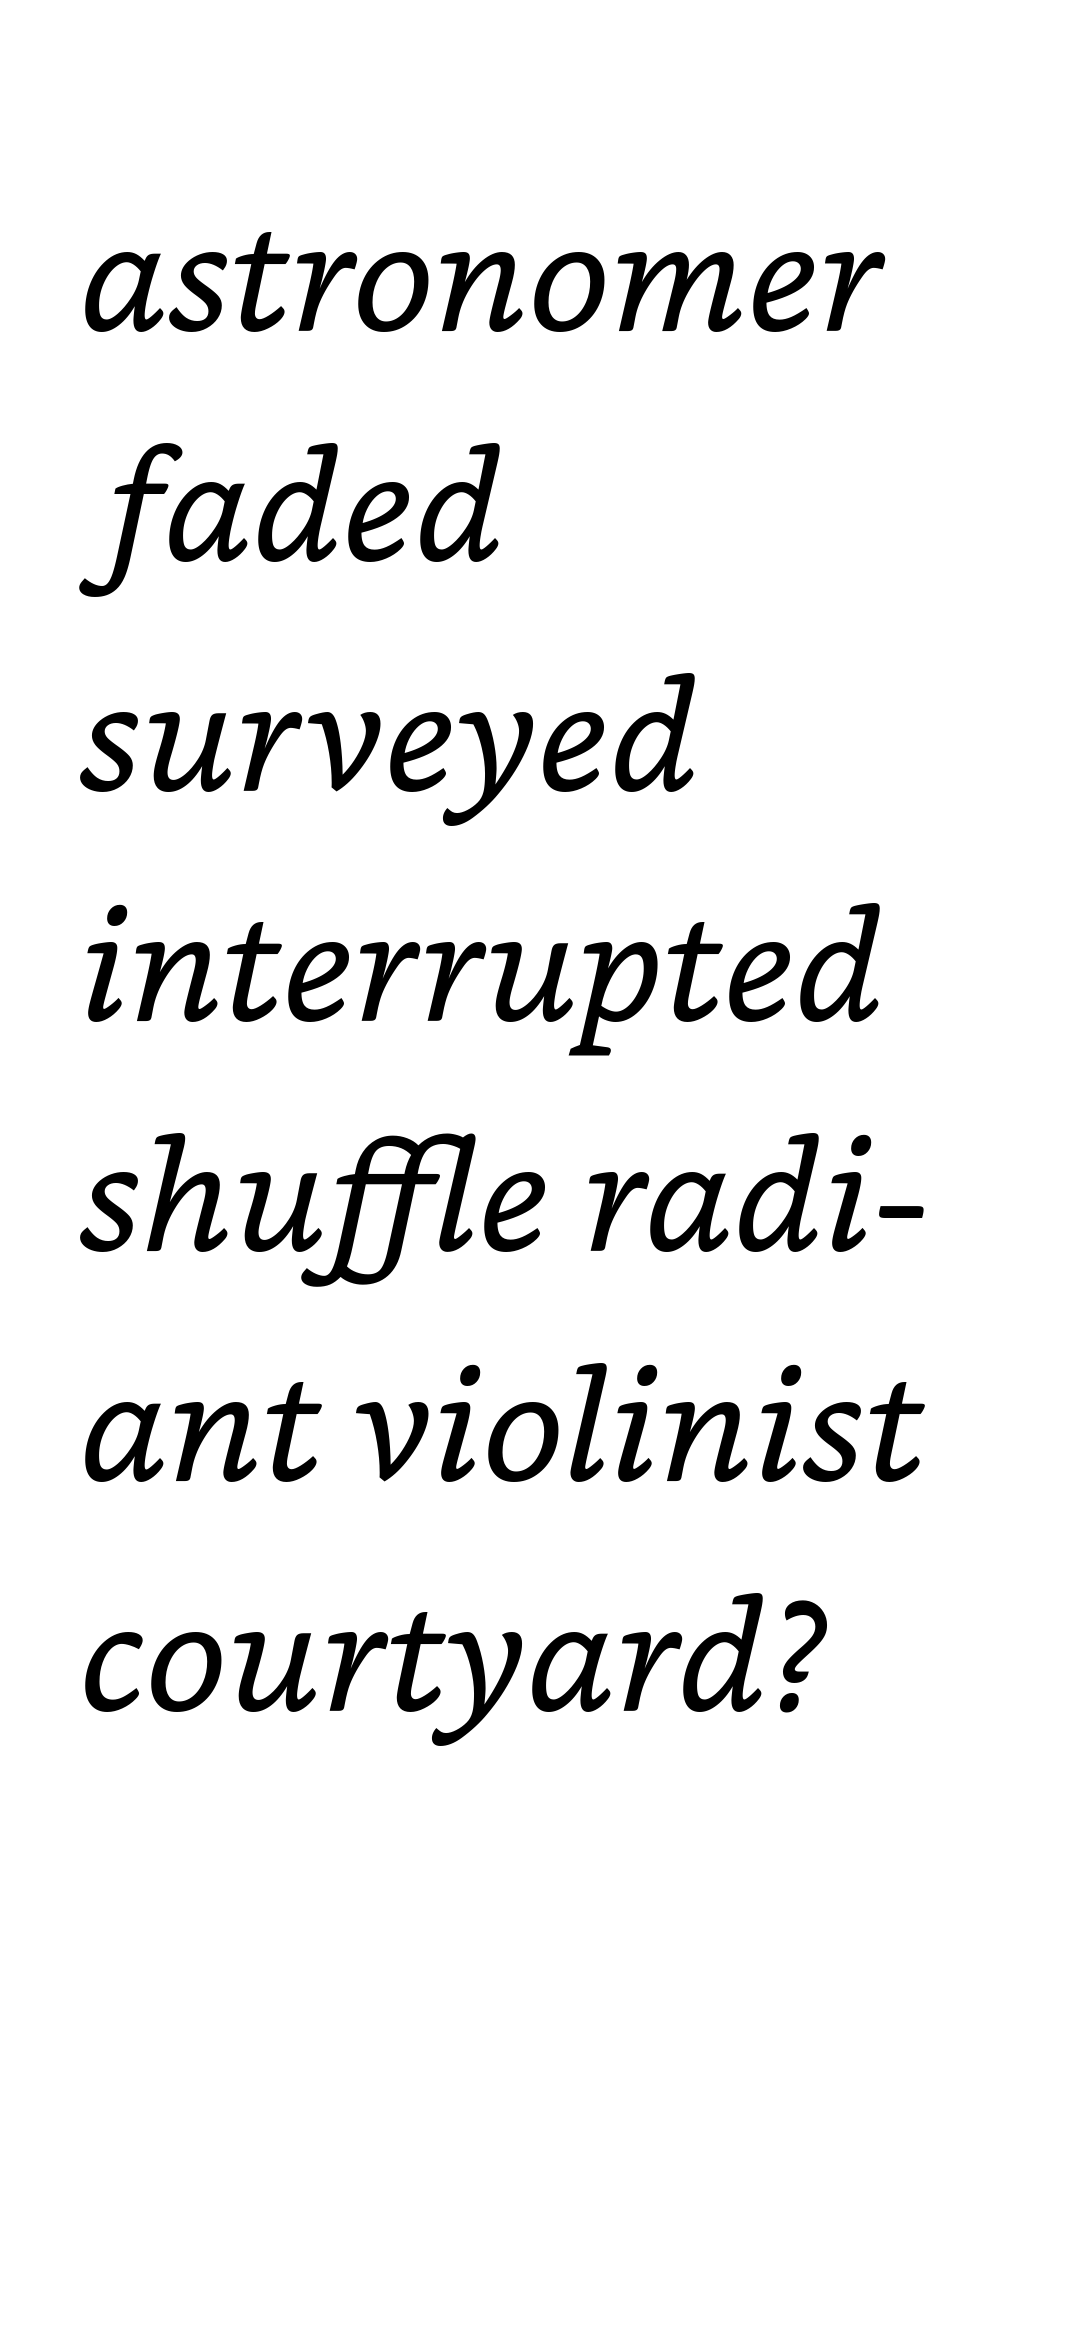 astronomer
faded
surveyed
interrupted
shuffle radi-
ant violinist
courtyard?